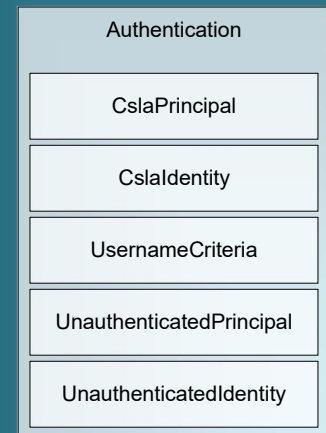 Authentication
CslaPrincipal
CslaIdentity
UsernameCriteria
UnauthenticatedPrincipal
UnauthenticatedIdentity